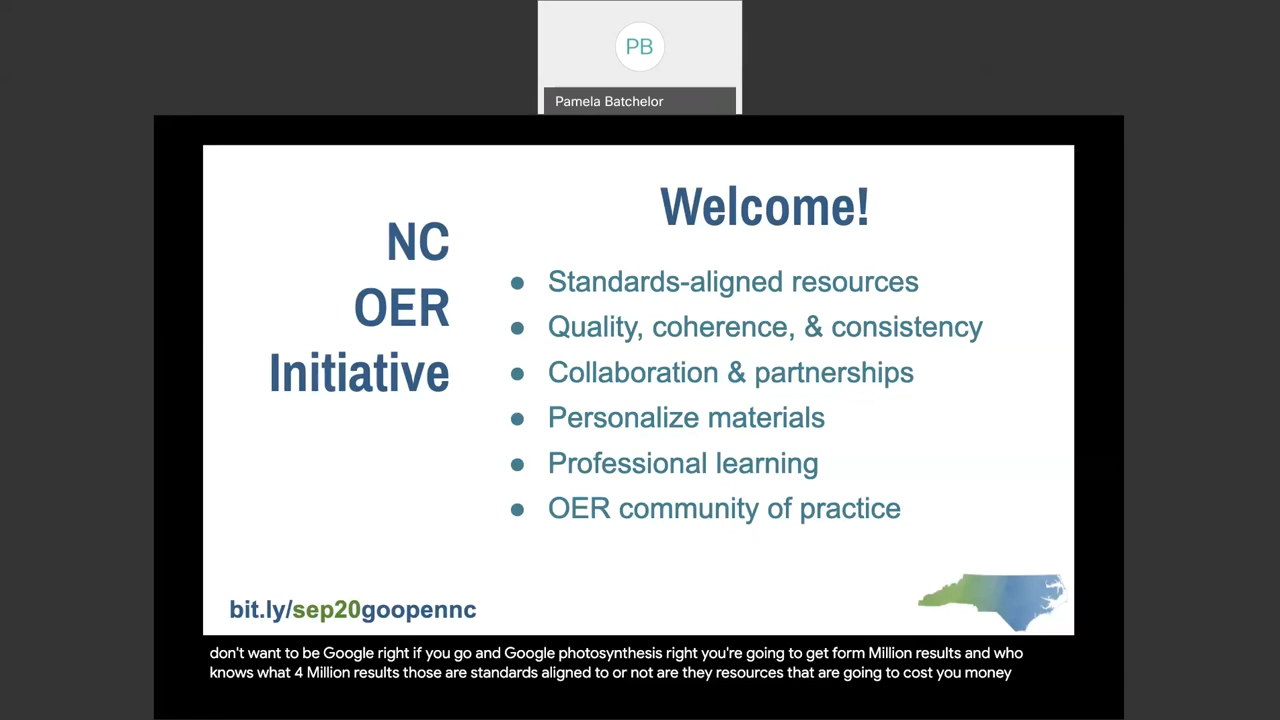 PB
Pamela Batchelor
NC
OER
Initiative
Welcome!
● Standards-aligned resources
● Quality, coherence, & consistency
● Collaboration & partnerships
● Personalize materials
● Professional learning
● OER community of practice
bit.ly/sep20goopennc
don't want to be Google right if you go and Google photosynthesis right you're going to get form Million results and who
knows what 4 Million results those are standards aligned to or not are they resources that are going to cost you money